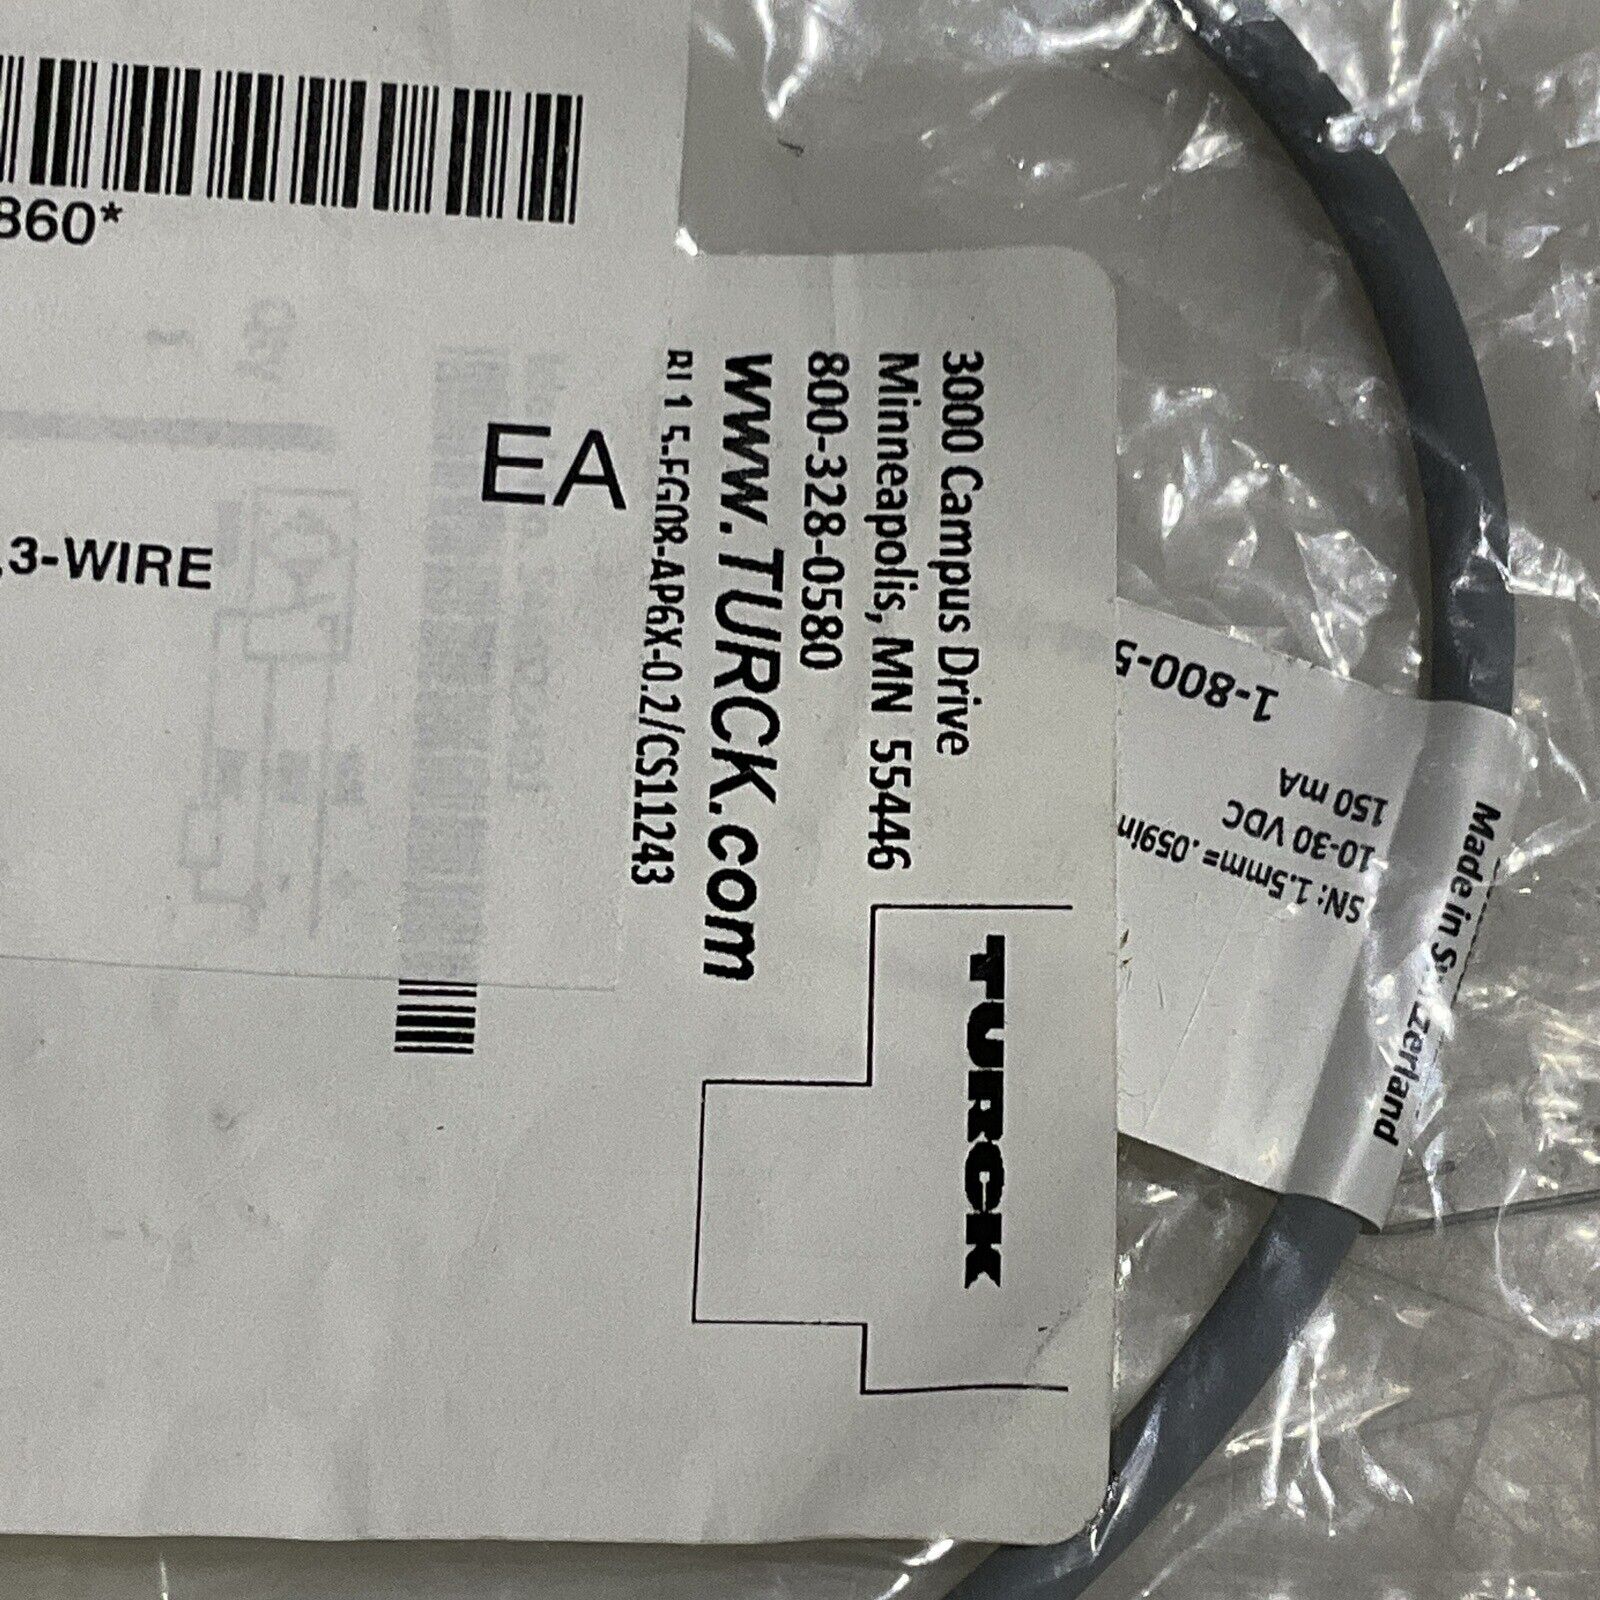 860*
EA
,3-WIRE
TURCK
3000 Campus Drive
Minneapolis, MN 55446
800-328-0580
www.TURCK.com
BI 1.5-EG08-AP6X-0.2/CS11243
1-800-5
150 mA
10-30 VDC
SN: 1.5mm=.059in
Made in Switzerland